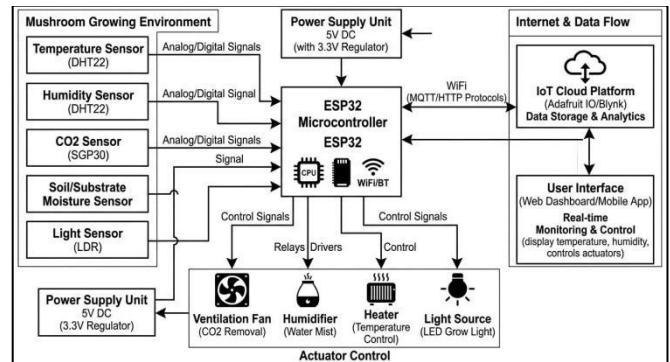 Mushroom Growing Environment
Temperature Sensor
(DHT22)
Humidity Sensor
(DHT22)
CO2 Sensor
(SGP30)
Soil/Substrate
Moisture Sensor
Light Sensor
(LDR)
Power Supply Unit
5V DC
(3.3V Regulator)
Analog/Digital Signals
Analog/Digital Signal
Analog/Digital Signals
Signal
Power Supply Unit
5V DC
(with 3.3V Regulator)
ESP32
Microcontroller
ESP32
CPU
WiFi/BT
Control Signals
Relays
Drivers
Control
Control Signals
Ventilation Fan
(CO2 Removal)
Humidifier
(Water Mist)
Heater
(Temperature
Control)
Light Source
(LED Grow Light)
Actuator Control
WiFi
(MQTT/HTTP Protocols)
Internet & Data Flow
IoT Cloud Platform
(Adafruit IO/Blynk)
Data Storage & Analytics
User Interface
(Web Dashboard/Mobile App)
Real-time
Monitoring & Control
(display temperature, humidity,
controls actuators)